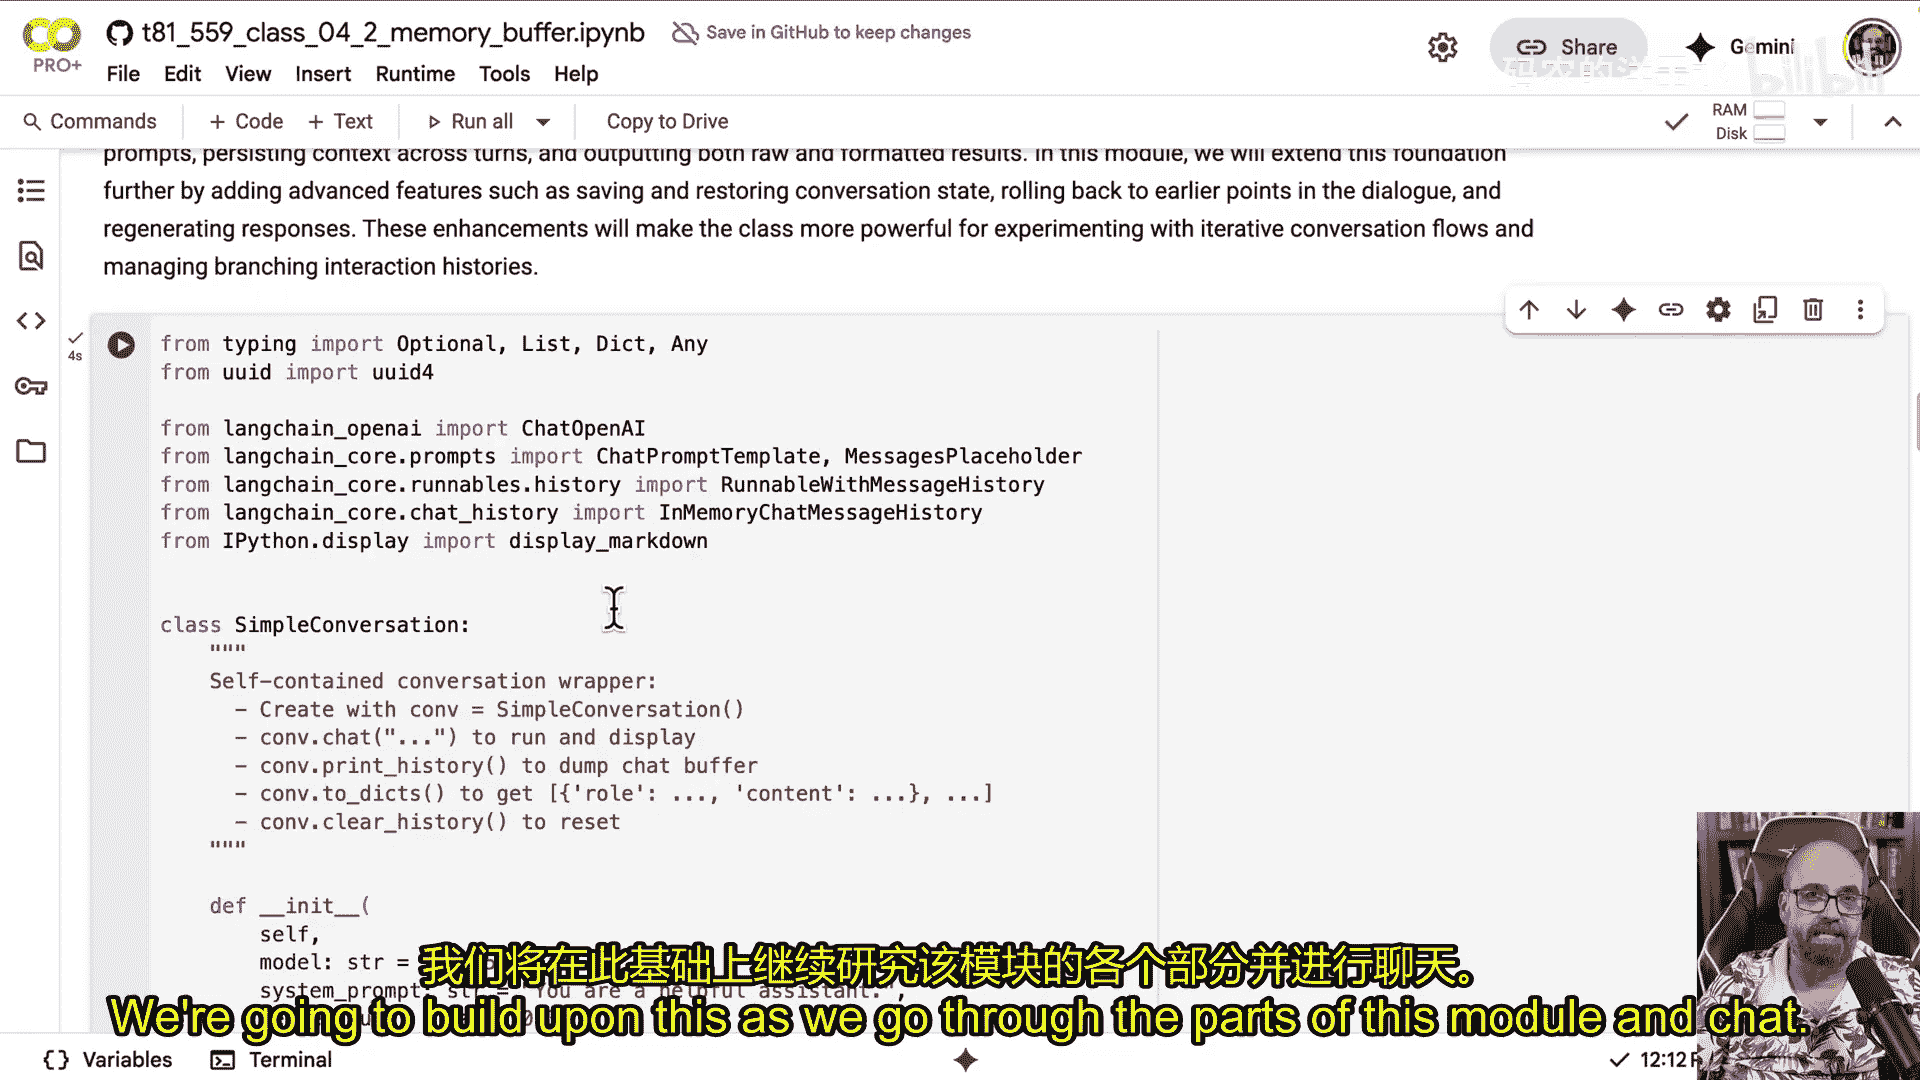 t81_559_class_04_2_memory_buffer.ipynb
Save in GitHub to keep changes
Share
Gemini
PRO+
File Edit View Insert Runtime Tools Help
Commands + Code + Text Run all Copy to Drive
RAM
Disk
prompts, persisting context across turns, and outputting both raw and formatted results. In this module, we will extend this foundation
further by adding advanced features such as saving and restoring conversation state, rolling back to earlier points in the dialogue, and
regenerating responses. These enhancements will make the class more powerful for experimenting with iterative conversation flows and
managing branching interaction histories.
4s
from typing import Optional, List, Dict, Any
from uuid import uuid4
from langchain_openai import ChatOpenAI
from langchain_core.prompts import ChatPromptTemplate, MessagesPlaceholder
from langchain_core.runnables.history import RunnableWithMessageHistory
from langchain_core.chat_history import InMemoryChatMessageHistory
from IPython.display import display_markdown
class SimpleConversation:
"""
Self-contained conversation wrapper:
- Create with conv = SimpleConversation()
- conv.chat("...") to run and display
- conv.print_history() to dump chat buffer
- conv.to_dicts() to get [{'role': ..., 'content': ...}, ...]
- conv.clear_history() to reset
"""
def __init__(
self,
model: str =
system_prompt: str = "You are a helpful assistant.",
我们将在此基础上继续研究该模块的各个部分并进行聊天。
We're going to build upon this as we go through the parts of this module and chat.
{} Variables Terminal
12:12